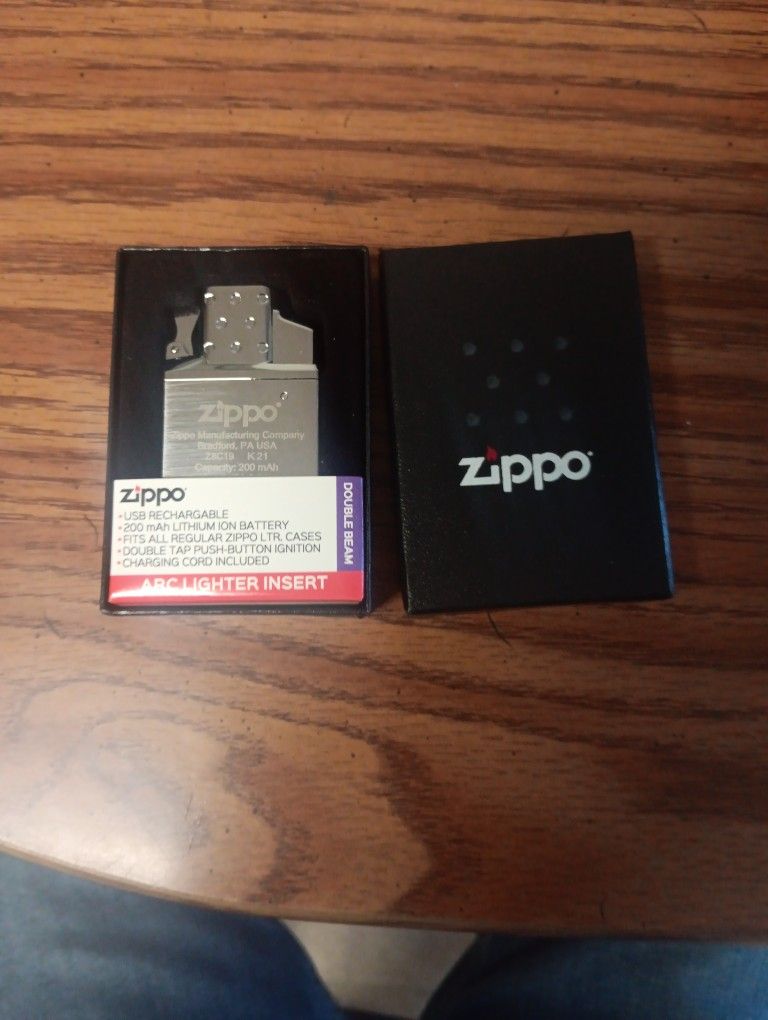 zippo
Zippo Manufacturing Company
Bradford, PA USA
Z8C19 K 21
Capacity: 200 mAh
zippo
•USB RECHARGABLE
•200 mAh LITHIUM ION BATTERY
•FITS ALL REGULAR ZIPPO LTR. CASES
•DOUBLE TAP PUSH-BUTTON IGNITION
•CHARGING CORD INCLUDED
DOUBLE BEAM
ARC LIGHTER INSERT
zippo